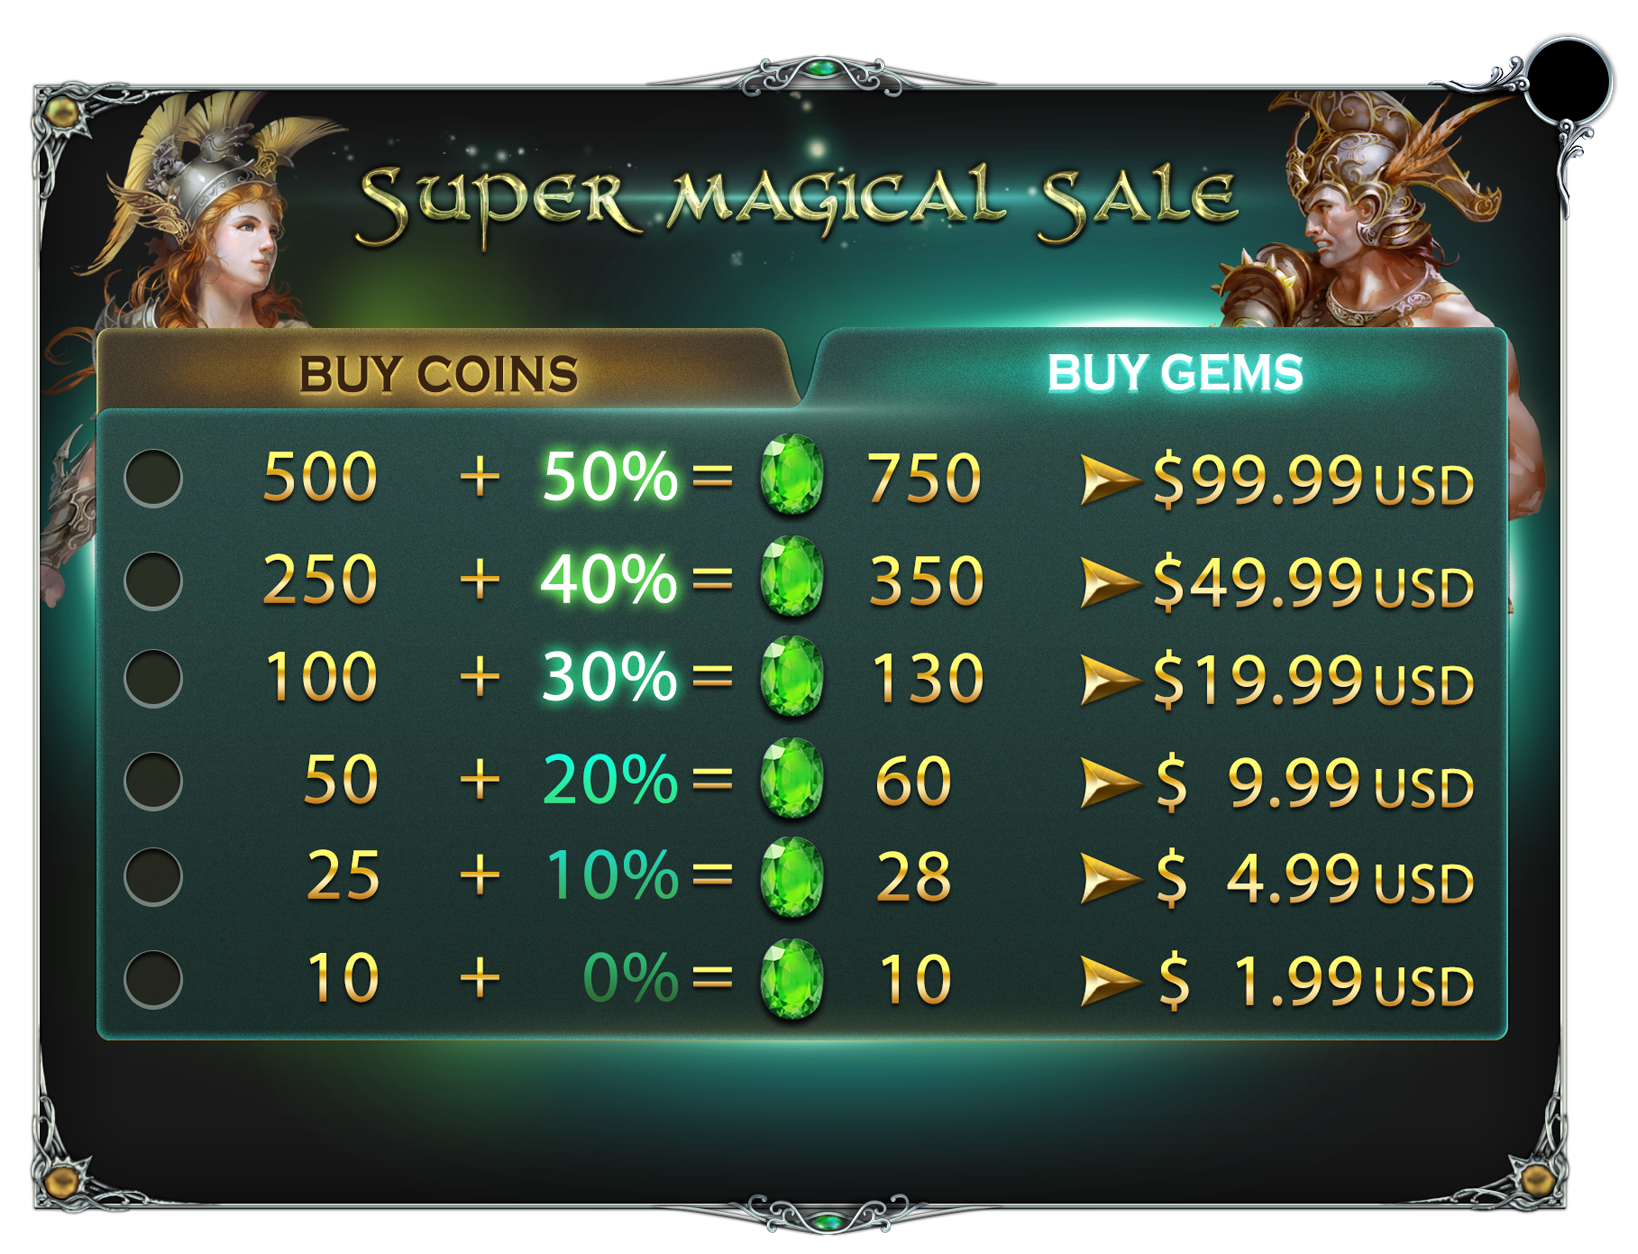 Super Magical Sale
BUY COINS BUY GEMS
500 + 50% = 750 $99.99 USD
250 + 40% = 350 $49.99 USD
100 + 30% = 130 $19.99 USD
50 + 20% = 60 $ 9.99 USD
25 + 10% = 28 $ 4.99 USD
10 + 0% = 10 $ 1.99 USD